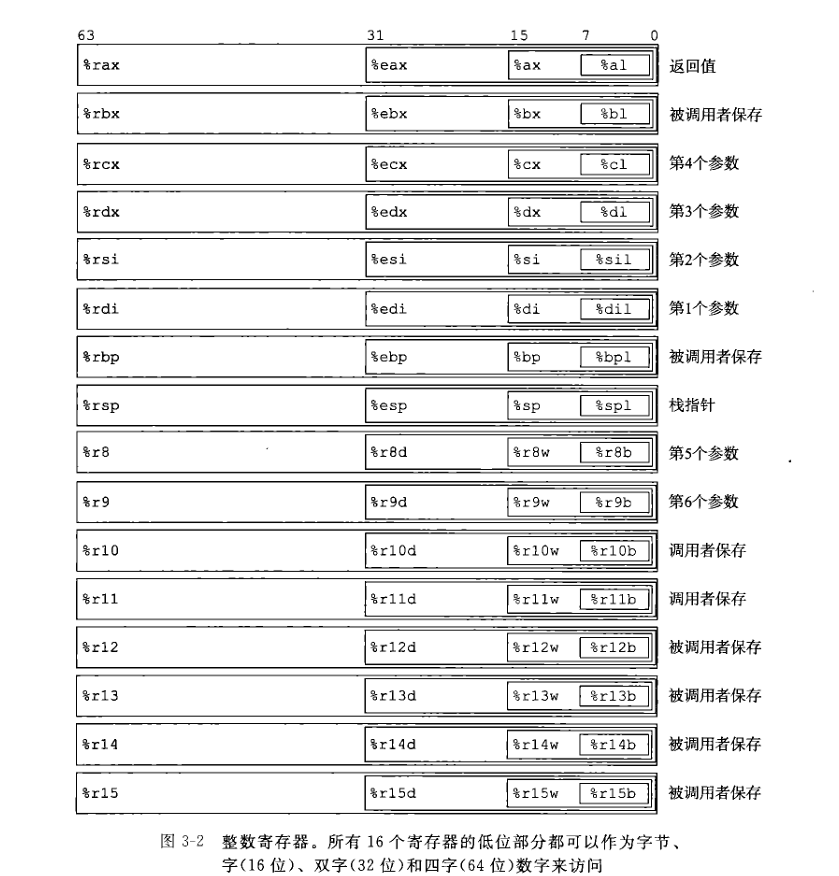 63 31 15 7 0
%rax %eax %ax %al 返回值
%rbx %ebx %bx %bl 被调用者保存
%rcx %ecx %cx %cl 第4个参数
%rdx %edx %dx %dl 第3个参数
%rsi %esi %si %sil 第2个参数
%rdi %edi %di %dil 第1个参数
%rbp %ebp %bp %bpl 被调用者保存
%rsp %esp %sp %spl 栈指针
%r8 %r8d %r8w %r8b 第5个参数
%r9 %r9d %r9w %r9b 第6个参数
%r10 %r10d %r10w %r10b 调用者保存
%r11 %r11d %r11w %r11b 调用者保存
%r12 %r12d %r12w %r12b 被调用者保存
%r13 %r13d %r13w %r13b 被调用者保存
%r14 %r14d %r14w %r14b 被调用者保存
%r15 %r15d %r15w %r15b 被调用者保存
图 3-2 整数寄存器。所有 16 个寄存器的低位部分都可以作为字节、
字(16 位)、双字(32 位)和四字(64 位)数字来访问